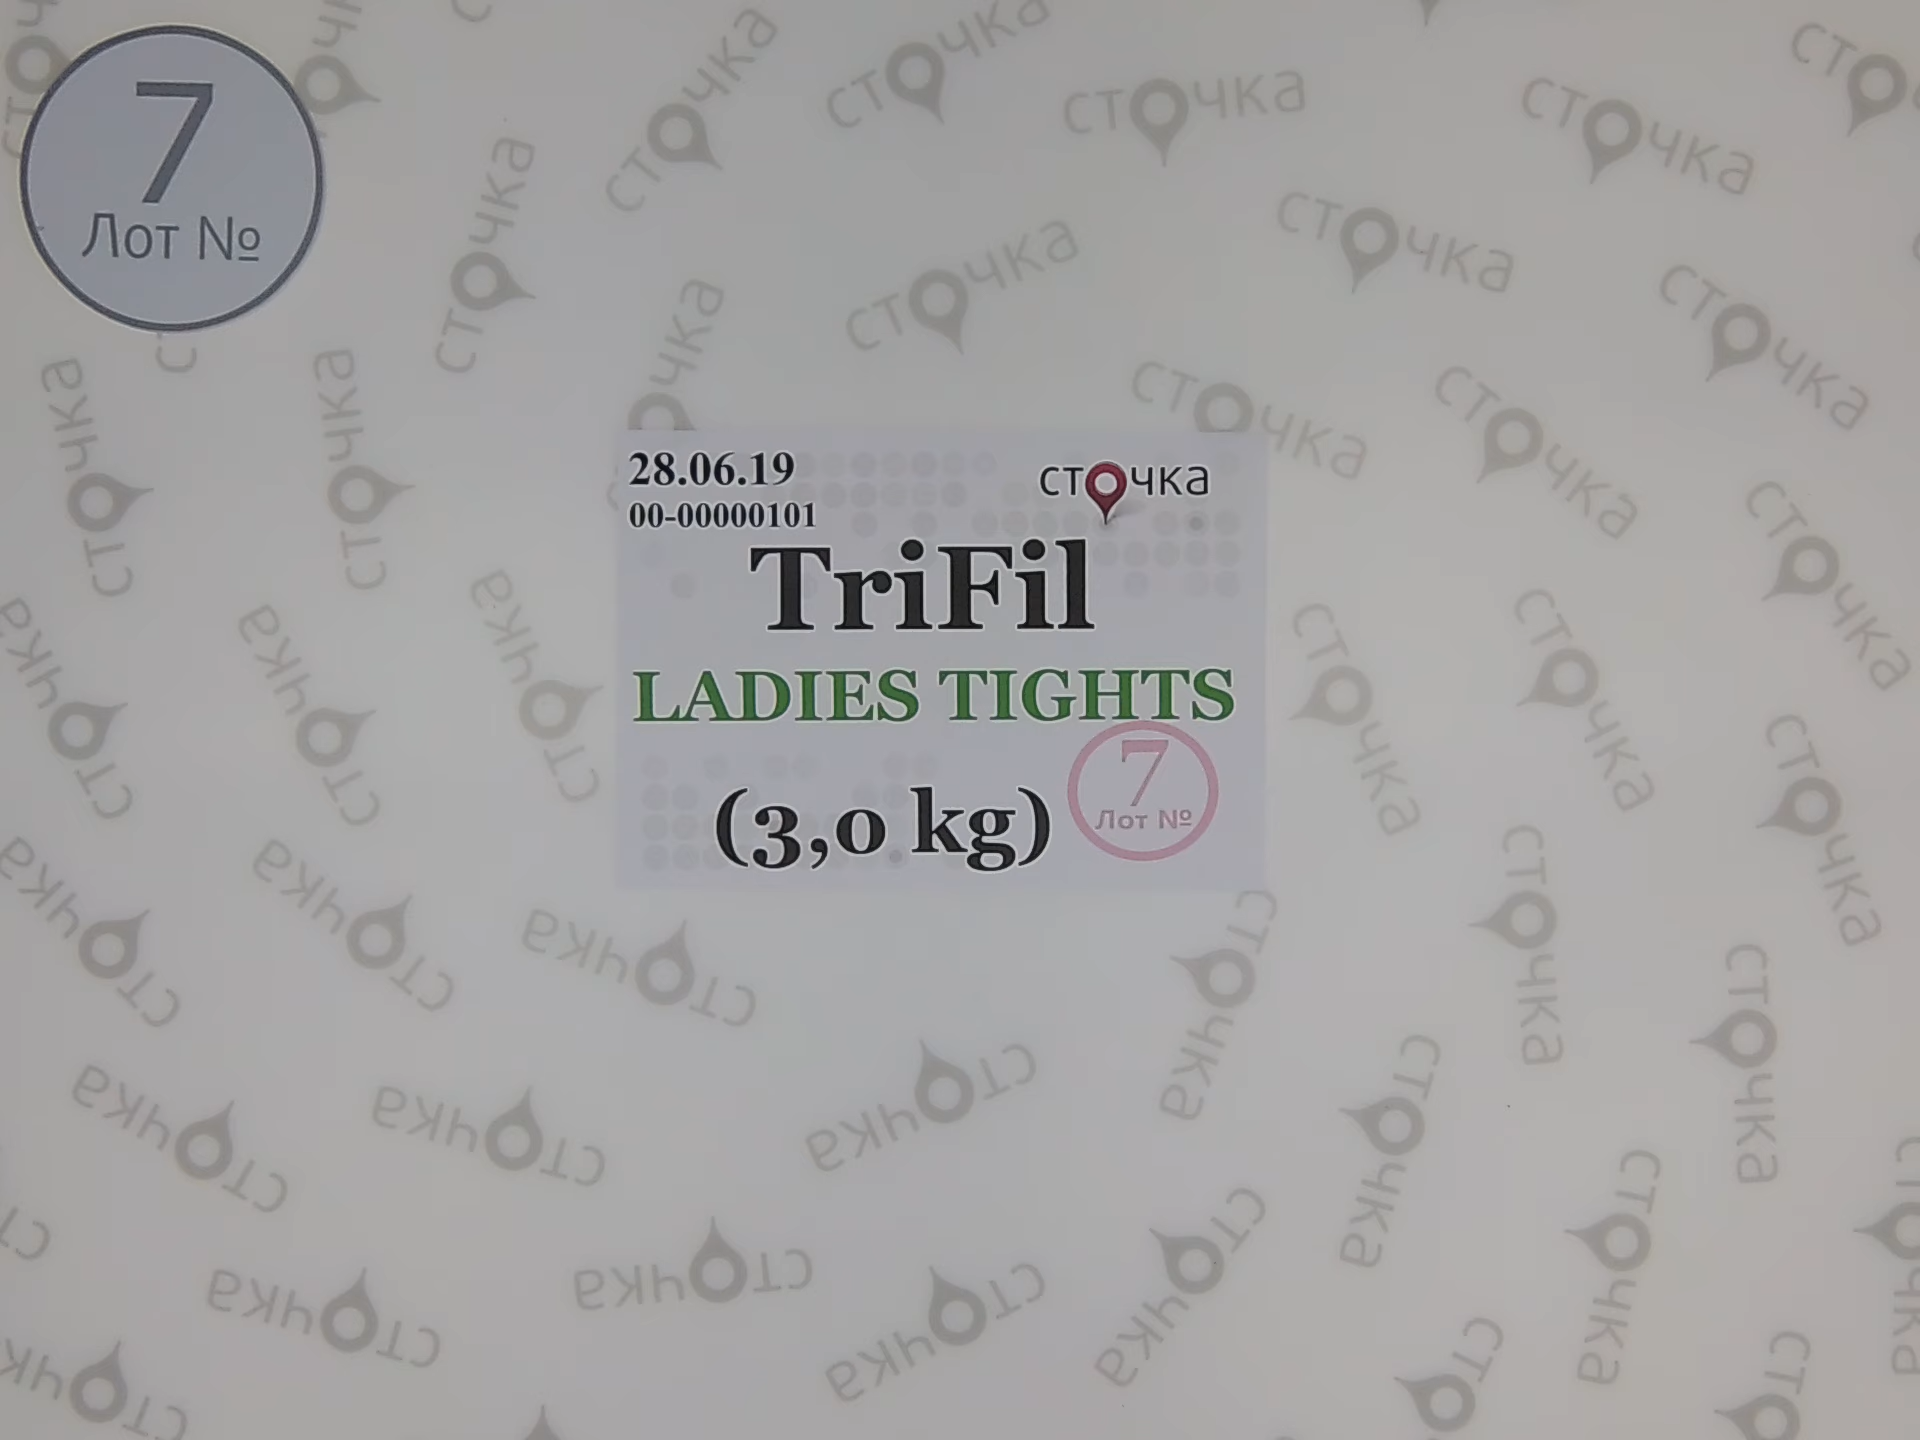 7
Лот №
28.06.19
сточка
00-00000101
TriFil
LADIES TIGHTS
(3,0 kg)
7
Лот №